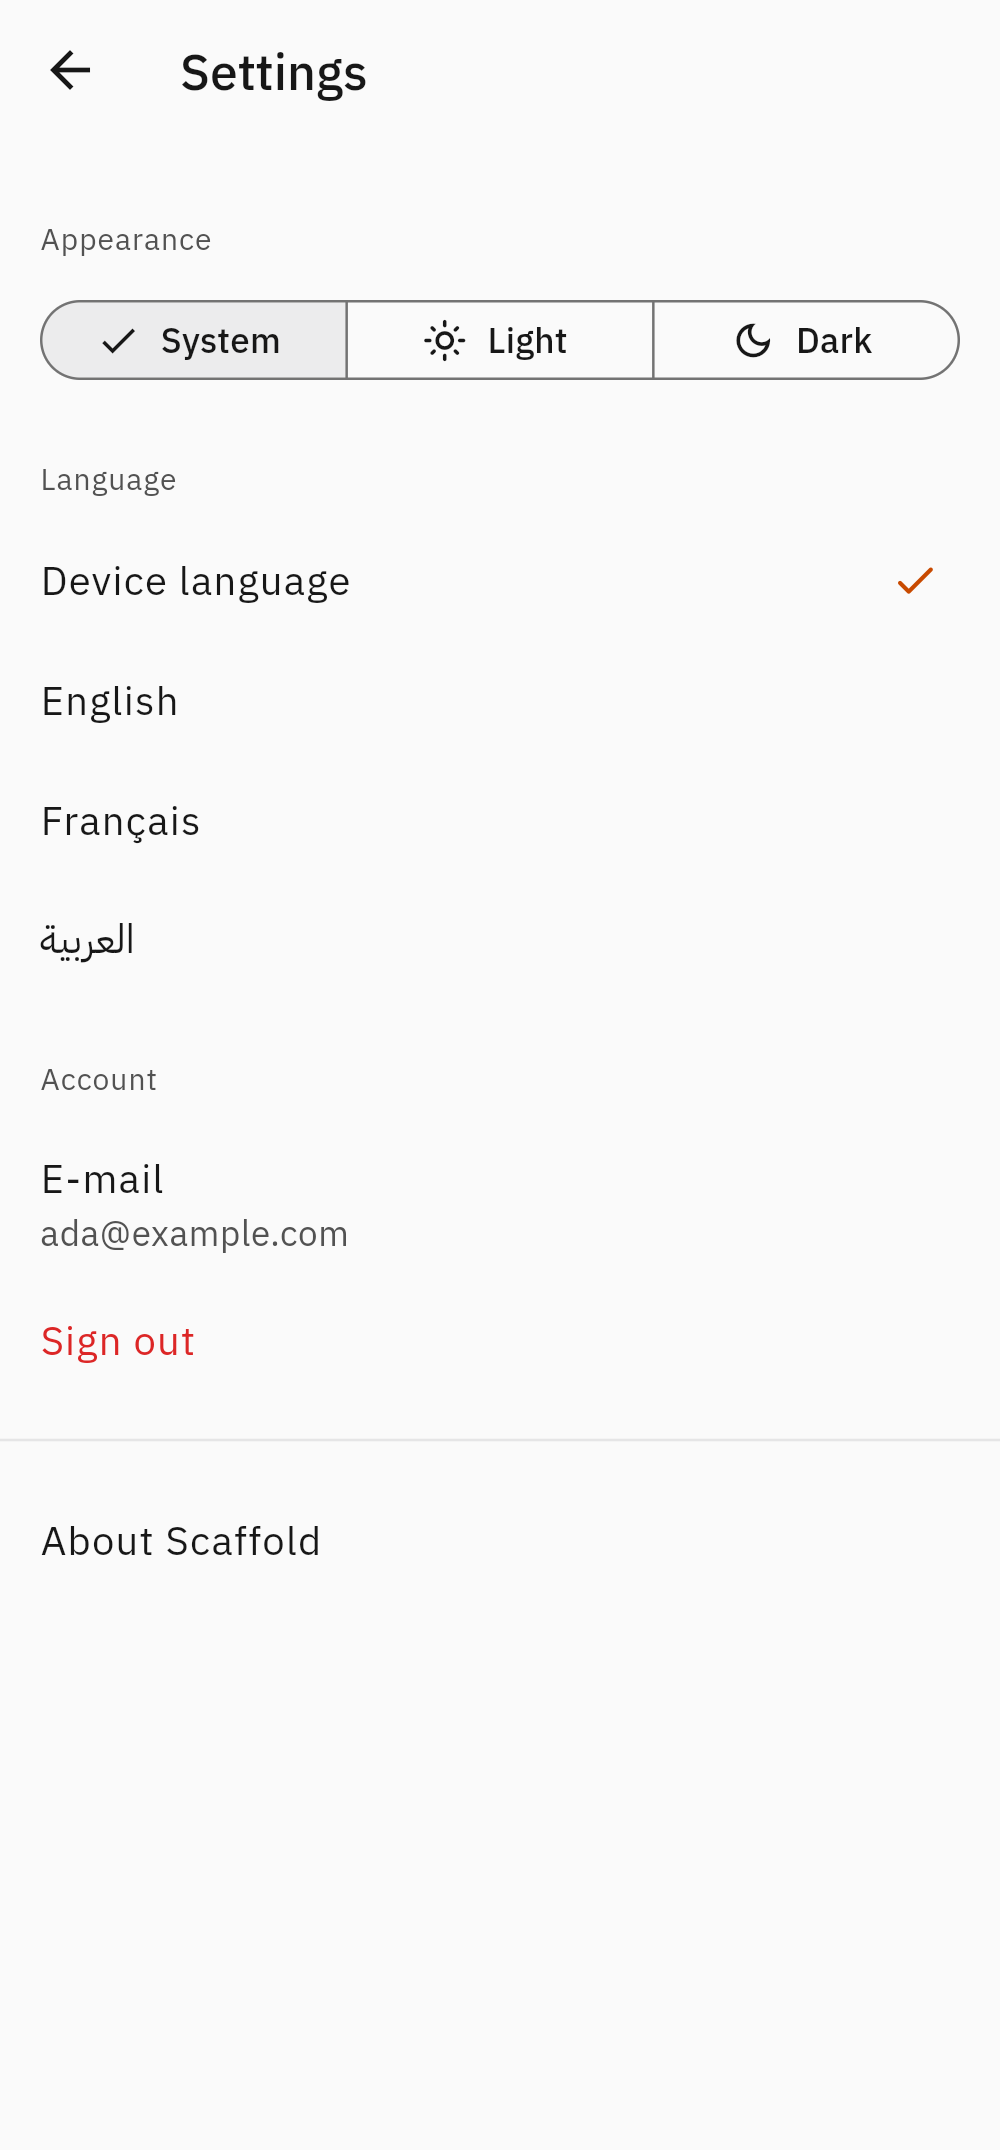 Settings
Appearance
System Light Dark
Language
Device language
English
Français
العربية
Account
E-mail
ada@example.com
Sign out
About Scaffold